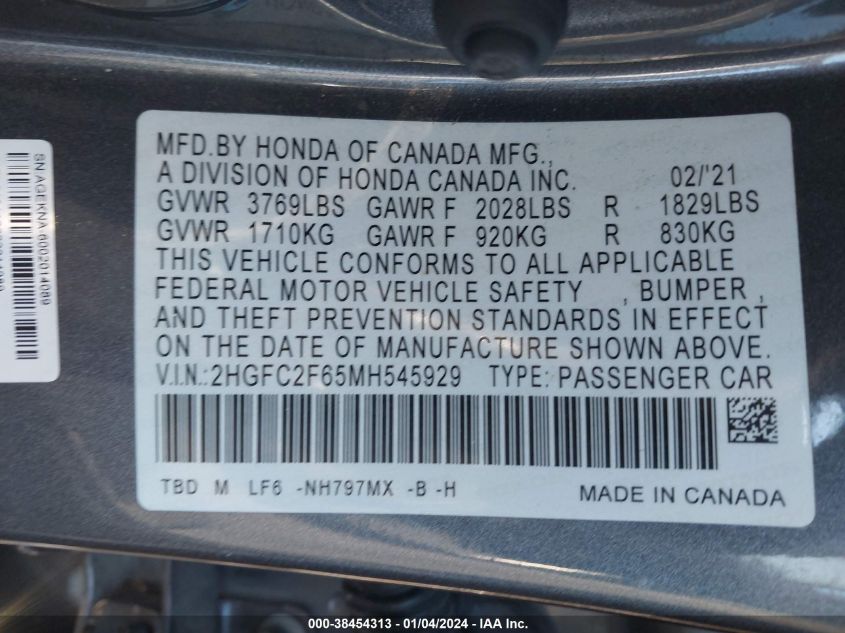 MFD.BY HONDA OF CANADA MFG.,
A DIVISION OF HONDA CANADA INC. 02/'21
GVWR 3769LBS GAWR F 2028LBS R 1829LBS
GVWR 1710KG GAWR F 920KG R 830KG
THIS VEHICLE CONFORMS TO ALL APPLICABLE
FEDERAL MOTOR VEHICLE SAFETY , BUMPER ,
AND THEFT PREVENTION STANDARDS IN EFFECT
ON THE DATE OF MANUFACTURE SHOWN ABOVE.
V.I.N.:2HGFC2F65MH545929 TYPE: PASSENGER CAR
TBD M LF6 -NH797MX -B -H MADE IN CANADA
SN AGEKNA 6002014089
000-38454313 - 01/04/2024 - IAA Inc.